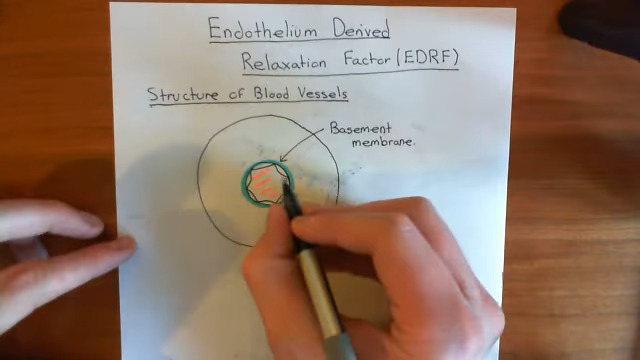 Endothelium Derived
Relaxation Factor (EDRF)
Structure of Blood Vessels
Basement
membrane.